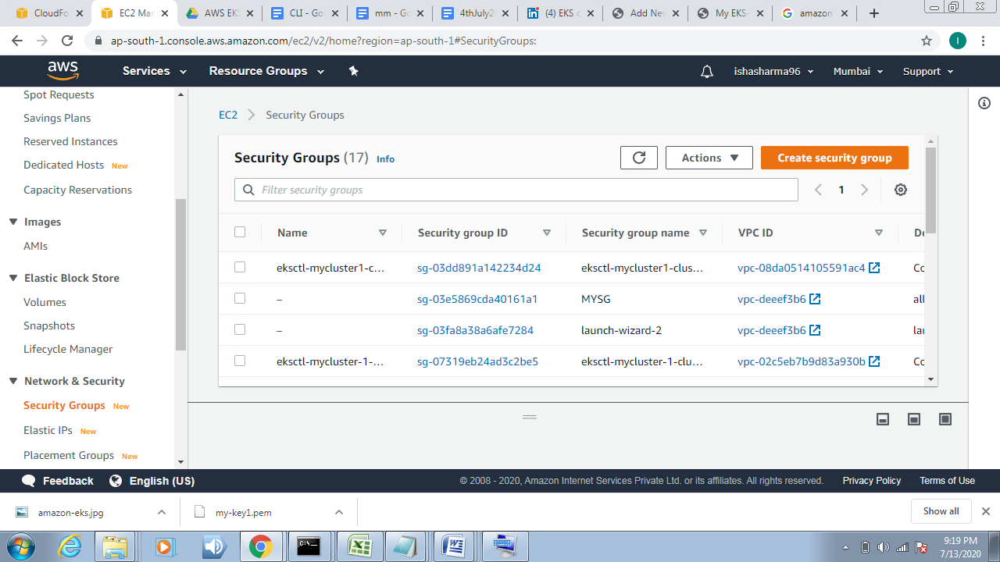 CloudFo
EC2 Mar
AWS EKS
CLI - Go
mm - Go
4thJuly2
(4) EKS
Add New
My EKS-
amazon
ap-south-1.console.aws.amazon.com/ec2/v2/home?region=ap-south-1#SecurityGroups:
I
aws
Services
Resource Groups
ishasharma96
Mumbai
Support
Spot Requests
Savings Plans
Reserved Instances
Dedicated Hosts New
Capacity Reservations
Images
AMIs
Elastic Block Store
Volumes
Snapshots
Lifecycle Manager
Network & Security
Security Groups New
Elastic IPs New
Placement Groups New
EC2 Security Groups
Security Groups (17) Info
Actions
Create security group
Filter security groups
1
Name Security group ID Security group name VPC ID De
eksctl-mycluster1-c... sg-03dd891a142234d24 eksctl-mycluster1-clus... vpc-08da0514105591ac4 Co
– sg-03e5869cda40161a1 MYSG vpc-deeef3b6 all
– sg-03fa8a38a6afe7284 launch-wizard-2 vpc-deeef3b6 lau
eksctl-mycluster-1-... sg-07319eb24ad3c2be5 eksctl-mycluster-1-clu... vpc-02c5eb7b9d83a930b Co
Feedback English (US) © 2008 - 2020, Amazon Internet Services Private Ltd. or its affiliates. All rights reserved. Privacy Policy Terms of Use
amazon-eks.jpg
my-key1.pem
Show all
9:19 PM
7/13/2020